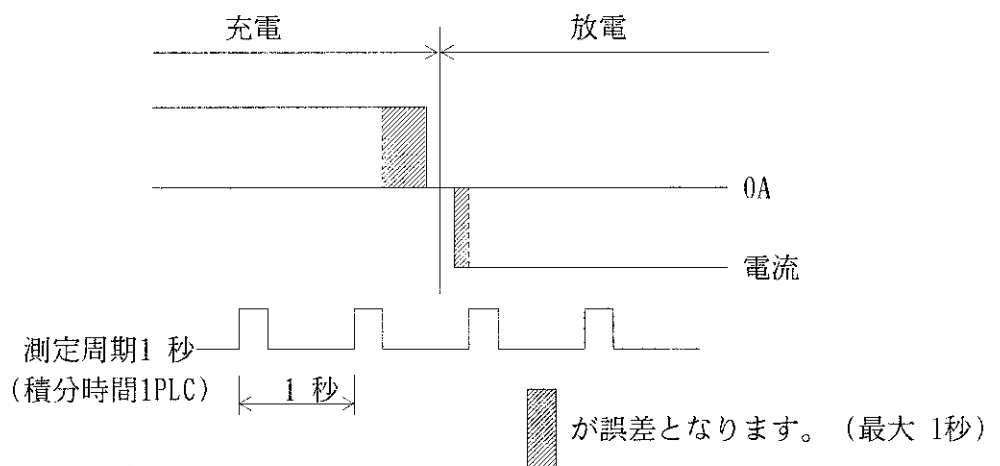 充電
放電
0A
電流
測定周期1 秒
(積分時間1PLC)
1 秒
が誤差となります。(最大 1秒)